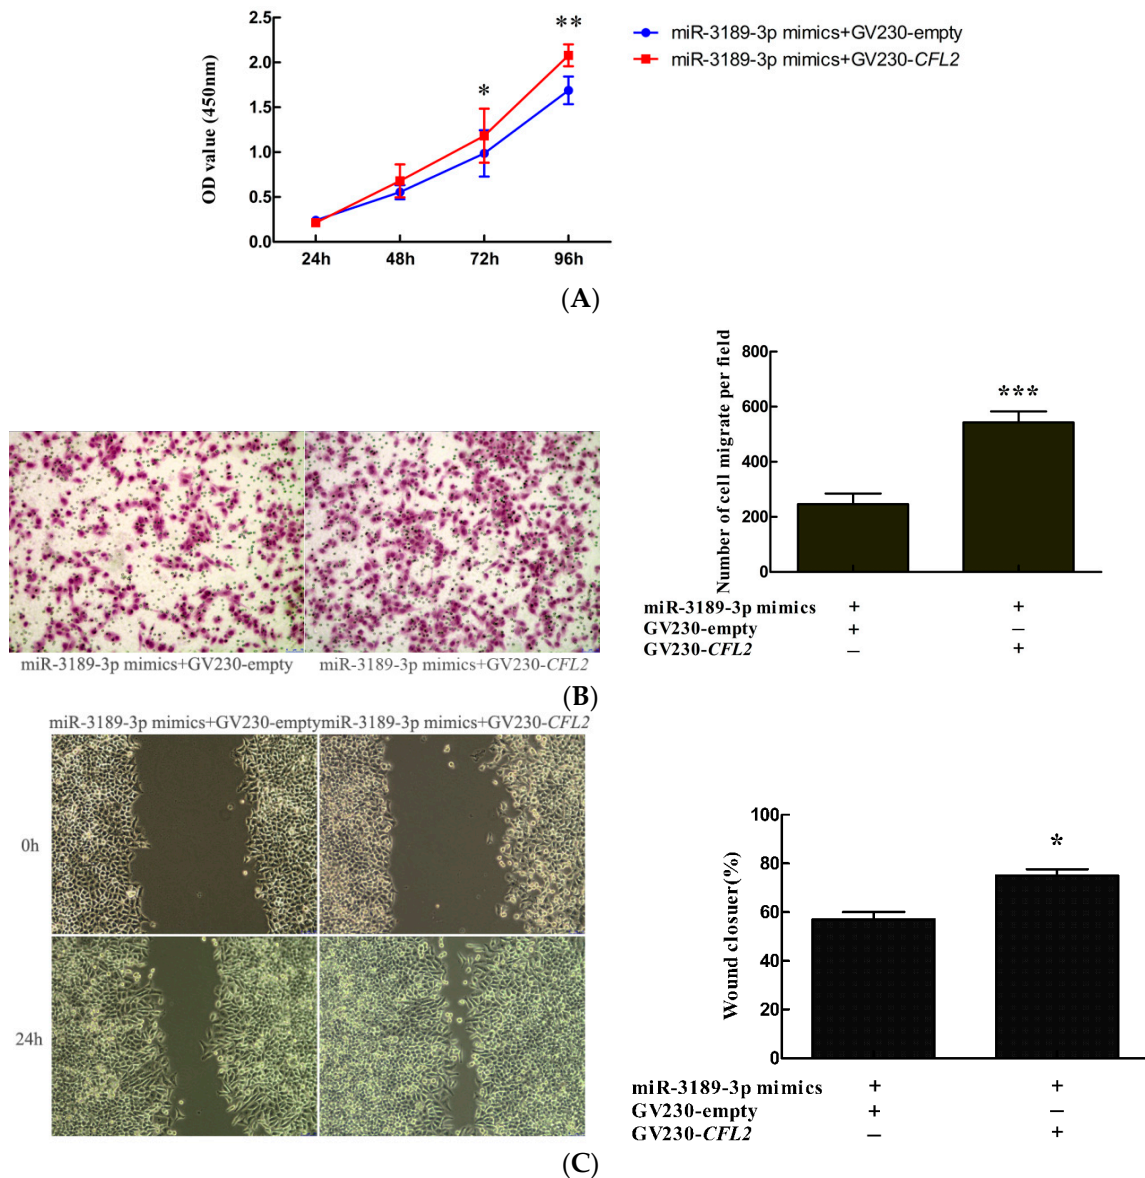 2.5
2.0
1.5
1.0
0.5
0.0
OD value (450nm)
24h
48h
72h
96h
*
**
miR-3189-3p mimics+GV230-empty
miR-3189-3p mimics+GV230-CFL2
(A)
miR-3189-3p mimics+GV230-empty
miR-3189-3p mimics+GV230-CFL2
Number of cell migrate per field
800
600
400
200
0
***
miR-3189-3p mimics + +
GV230-empty + –
GV230-CFL2 – +
(B)
miR-3189-3p mimics+GV230-empty
miR-3189-3p mimics+GV230-CFL2
0h
24h
Wound closuer(%)
100
80
60
40
20
0
*
miR-3189-3p mimics + +
GV230-empty + –
GV230-CFL2 – +
(C)